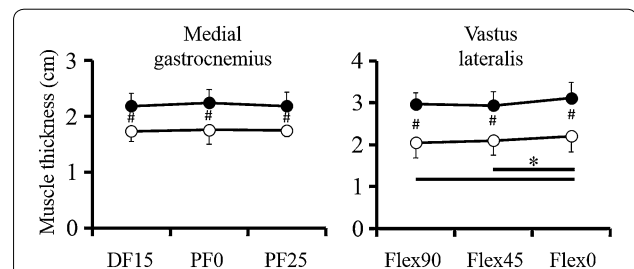 Medial
gastrocnemius
Vastus
lateralis
Muscle thickness (cm)
3
2
1
0
# # #
DF15 PF0 PF25
4
3
2
1
0
# # #
*
Flex90 Flex45 Flex0